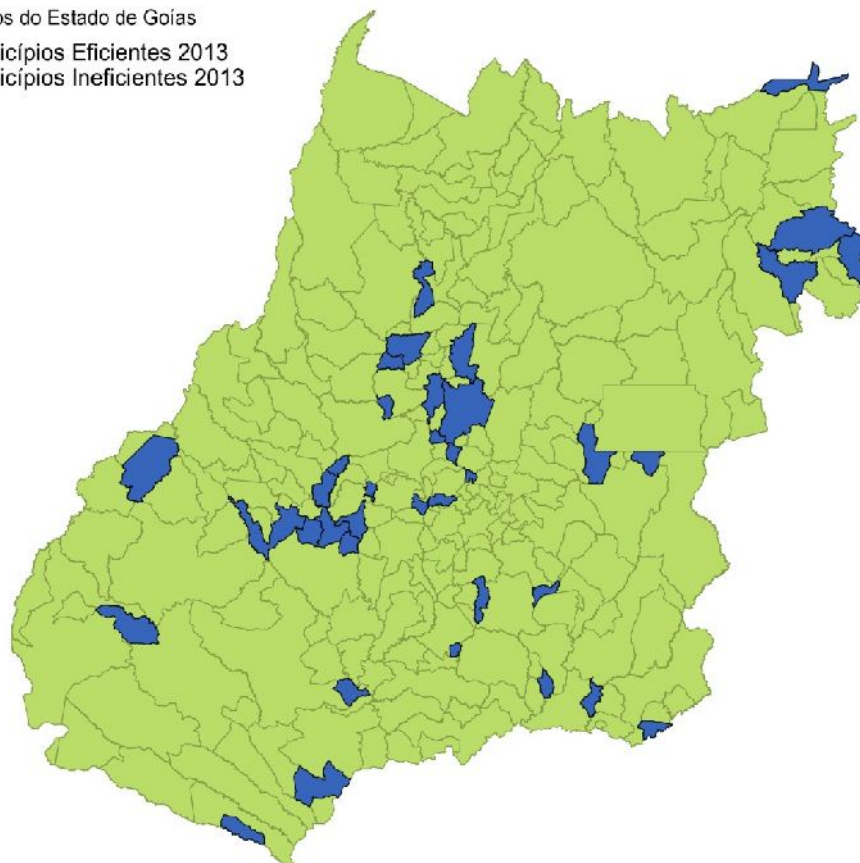 os do Estado de Goías
icípios Eficientes 2013
icípios Ineficientes 2013